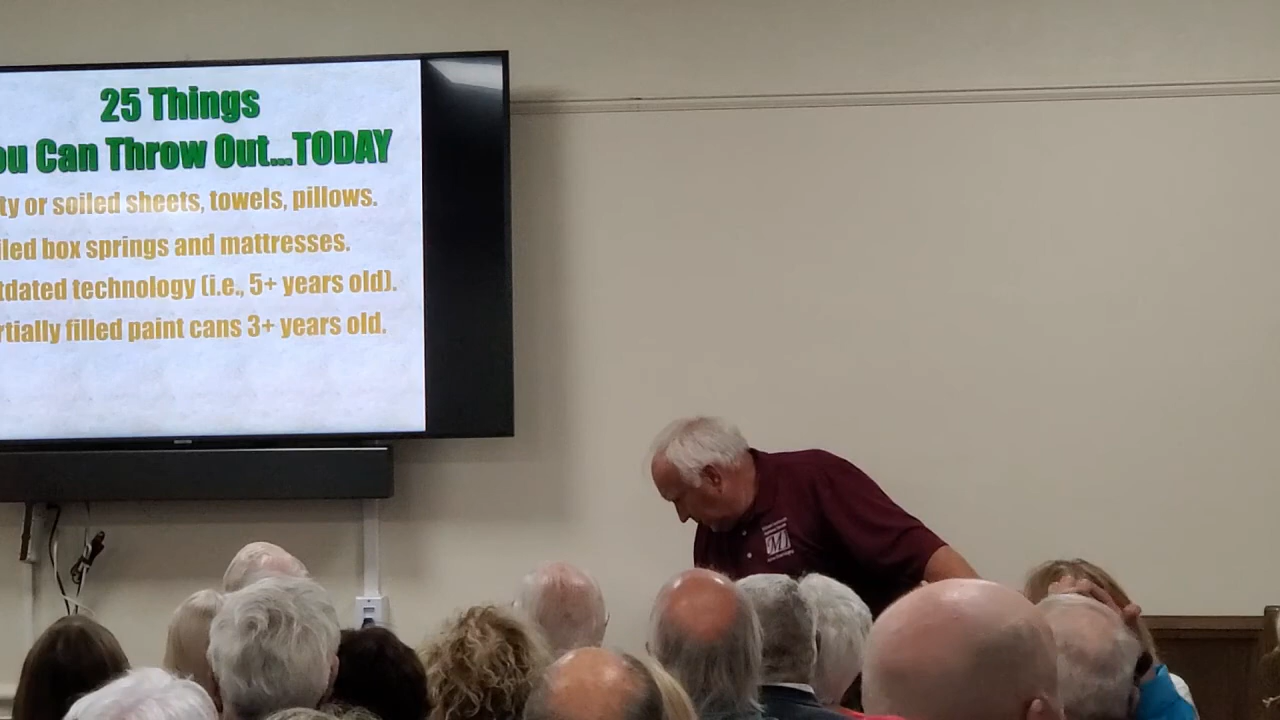 25 Things
ou Can Throw Out...TODAY
ty or soiled sheets, towels, pillows.
iled box springs and mattresses.
tdated technology (i.e., 5+ years old).
rtially filled paint cans 3+ years old.